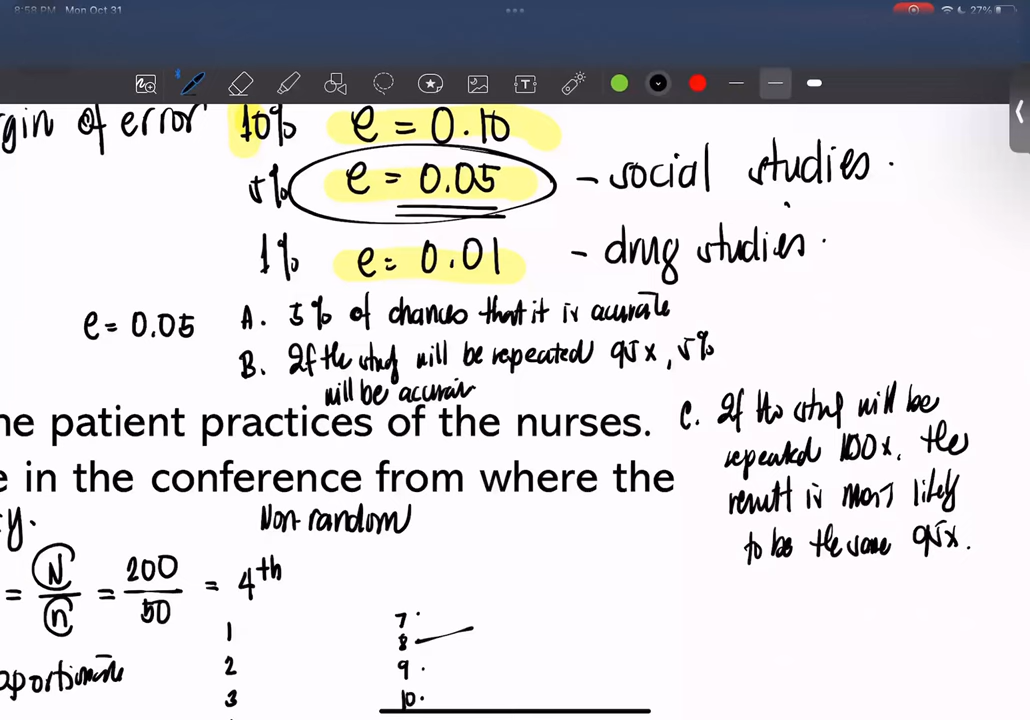 8:58 PM Mon Oct 31
27%
rgin of error 10% e = 0.10
5% e = 0.05 - social studies.
1% e = 0.01 - drug studies.
e = 0.05
A. 5% of chances that it is accurate
B. If the study will be repeated 95x, 5%
will be accurate
C. If the study will be
repeated 100x, the
result is most likely
to be the same 95x.
he patient practices of the nurses.
e in the conference from where the
y.
Non-random
= N/n = 200/50 = 4th
1
2
3
7.
8
9.
10.
oportionate